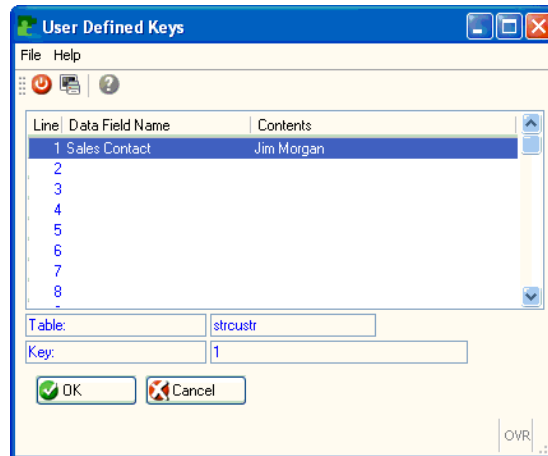 User Defined Keys
File Help
Line Data Field Name Contents
1 Sales Contact Jim Morgan
2
3
4
5
6
7
8
Table: strcustr
Key: 1
OK Cancel
OVR